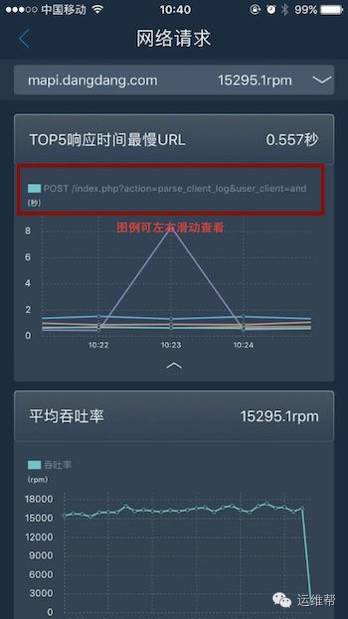 中国移动 10:40 99%
网络请求
mapi.dangdang.com 15295.1rpm
TOP5响应时间最慢URL 0.557秒
POST /index.php?action=parse_client_log&user_client=and
(秒)
图例可左右滑动查看
8
6
4
2
0
10:22 10:23 10:24
平均吞吐率 15295.1rpm
吞吐率
(rpm)
18000
15000
12000
9000
6000
3000
0
运维帮